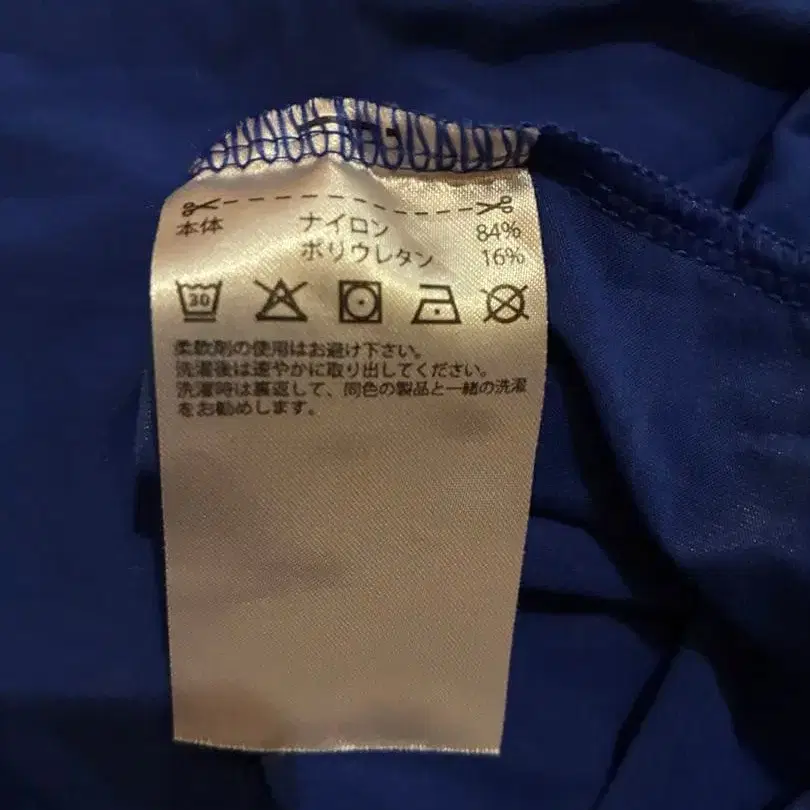 本体 ナイロン 84%
ポリウレタン 16%
30
柔軟剤の使用はお避け下さい。
洗濯後は速やかに取り出してください。
洗濯時は裏返して、同色の製品と一緒の洗濯
をお勧めします。